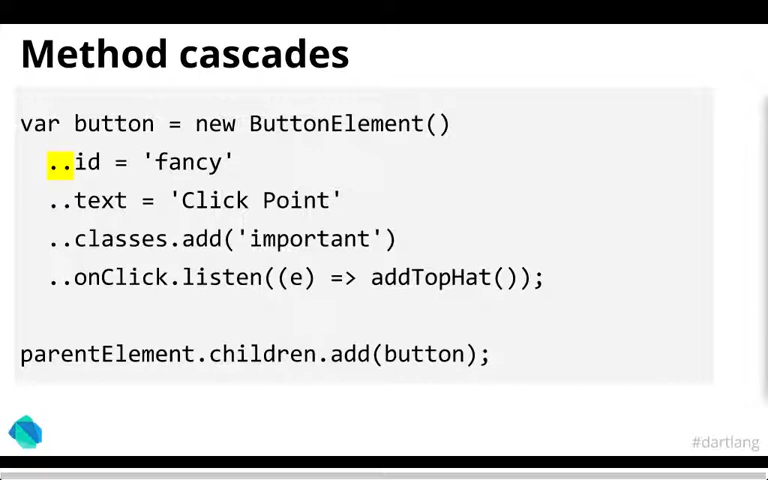 Method cascades
var button = new ButtonElement()
..id = 'fancy'
..text = 'Click Point'
..classes.add('important')
..onClick.listen((e) => addTopHat());
parentElement.children.add(button);
#dartlang